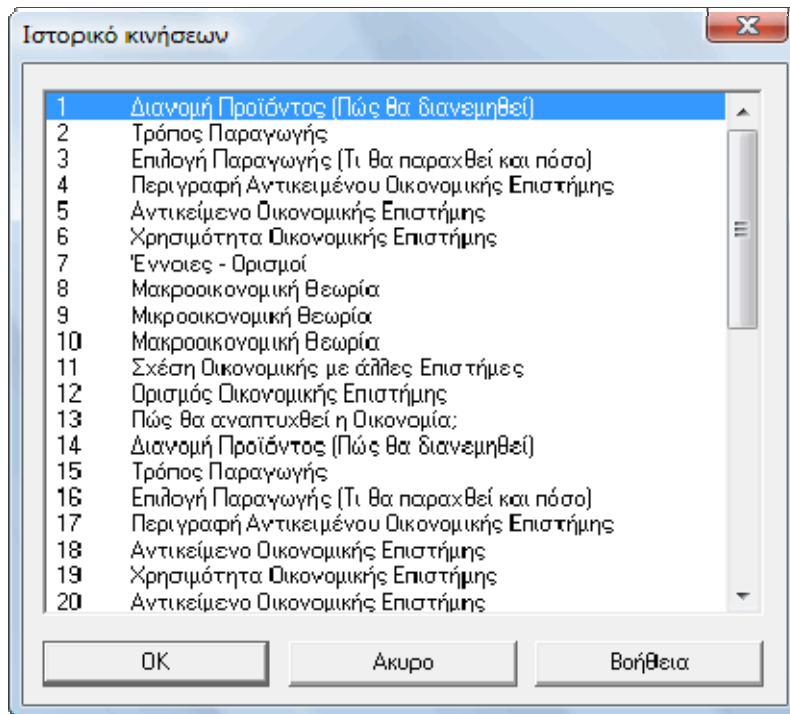 Ιστορικό κινήσεων
1 Διανομή Προϊόντος (Πώς θα διανεμηθεί)
2 Τρόπος Παραγωγής
3 Επιλογή Παραγωγής (Τι θα παραχθεί και πόσο)
4 Περιγραφή Αντικειμένου Οικονομικής Επιστήμης
5 Αντικείμενο Οικονομικής Επιστήμης
6 Χρησιμότητα Οικονομικής Επιστήμης
7 Έννοιες - Ορισμοί
8 Μακροοικονομική Θεωρία
9 Μικροοικονομική Θεωρία
10 Μακροοικονομική Θεωρία
11 Σχέση Οικονομικής με άλλες Επιστήμες
12 Ορισμός Οικονομικής Επιστήμης
13 Πώς θα αναπτυχθεί η Οικονομία;
14 Διανομή Προϊόντος (Πώς θα διανεμηθεί)
15 Τρόπος Παραγωγής
16 Επιλογή Παραγωγής (Τι θα παραχθεί και πόσο)
17 Περιγραφή Αντικειμένου Οικονομικής Επιστήμης
18 Αντικείμενο Οικονομικής Επιστήμης
19 Χρησιμότητα Οικονομικής Επιστήμης
20 Αντικείμενο Οικονομικής Επιστήμης
OK Ακυρο Βοήθεια